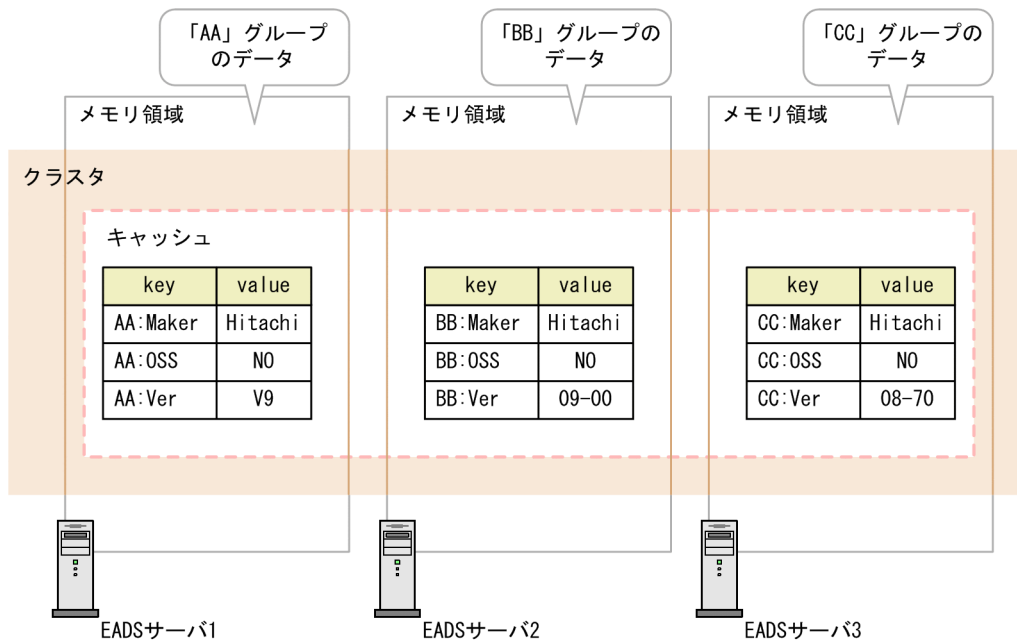 「AA」グループ
のデータ
「BB」グループの
データ
「CC」グループの
データ
メモリ領域
メモリ領域
メモリ領域
クラスタ
キャッシュ
key value
AA:Maker Hitachi
AA:OSS NO
AA:Ver V9
key value
BB:Maker Hitachi
BB:OSS NO
BB:Ver 09-00
key value
CC:Maker Hitachi
CC:OSS NO
CC:Ver 08-70
EADSサーバ1
EADSサーバ2
EADSサーバ3